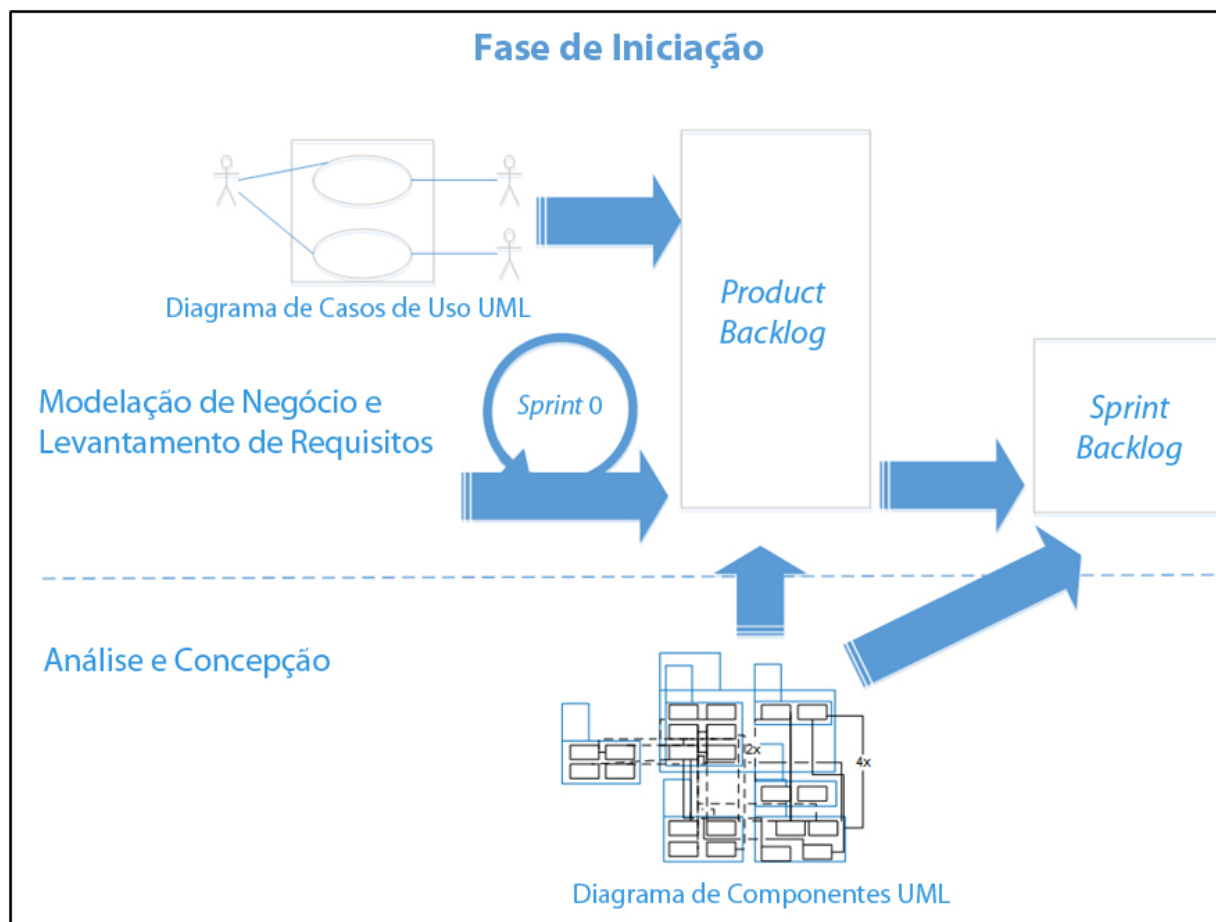 Fase de Iniciação
Diagrama de Casos de Uso UML
Product
Backlog
Sprint 0
Modelação de Negócio e
Levantamento de Requisitos
Sprint
Backlog
Análise e Concepção
2x
4x
Diagrama de Componentes UML